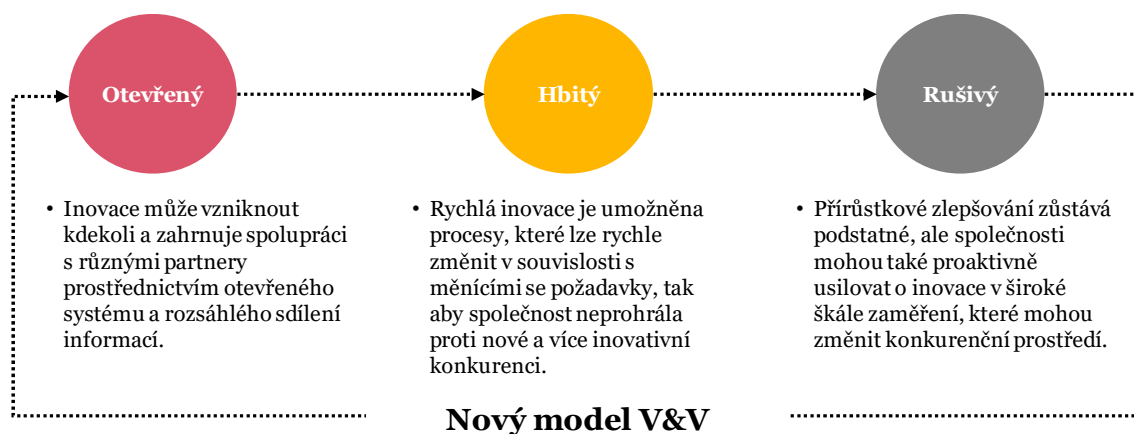 Otevřený
Hbitý
Rušivý
• Inovace může vzniknout
kdekoli a zahrnuje spolupráci
s různými partnery
prostřednictvím otevřeného
systému a rozsáhlého sdílení
informací.
• Rychlá inovace je umožněna
procesy, které lze rychle
změnit v souvislosti s
měnícími se požadavky, tak
aby společnost neprohrála
proti nové a více inovativní
konkurenci.
• Přírůstkové zlepšování zůstává
podstatné, ale společnosti
mohou také proaktivně
usilovat o inovace v široké
škále zaměření, které mohou
změnit konkurenční prostředí.
Nový model V&V